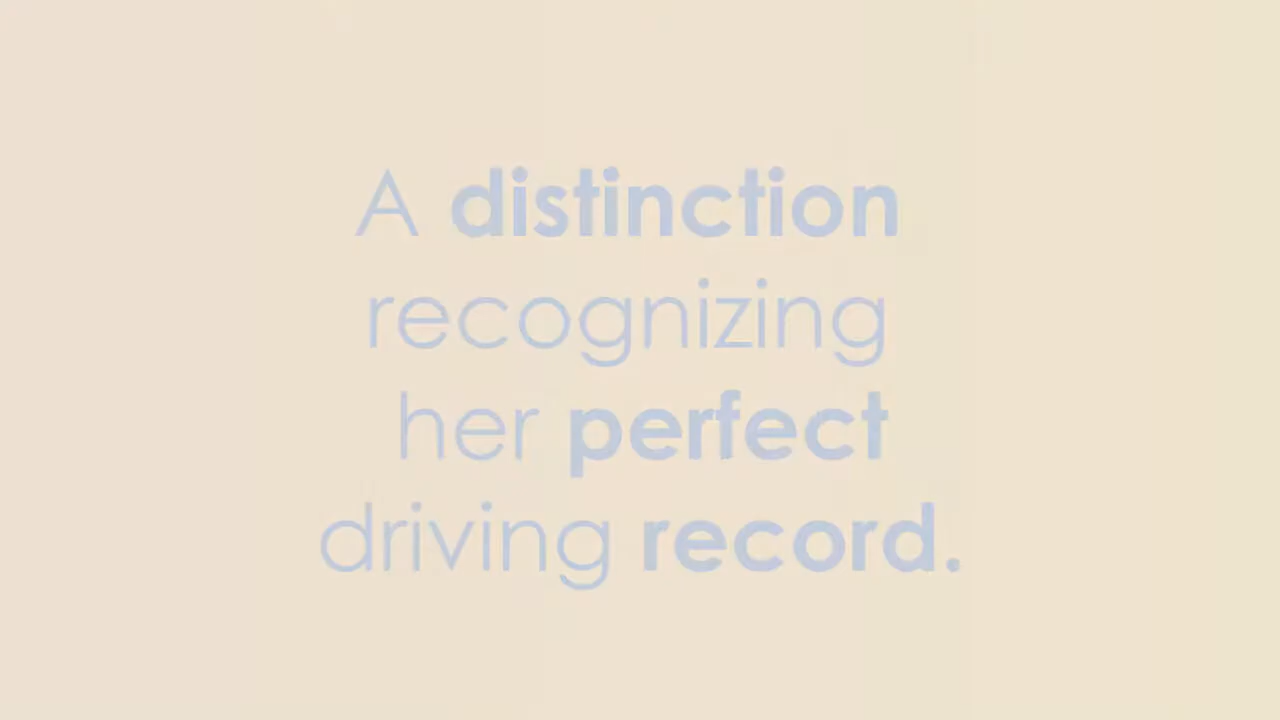 A distinction
recognizing
her perfect
driving record.